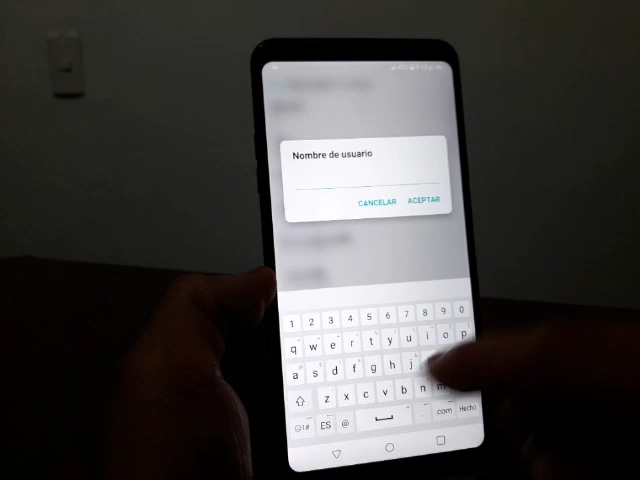 Nombre de usuario
CANCELAR ACEPTAR
1 2 3 4 5 6 7 8 9 0
q w e r t y u i o p
a s d f g h j
z x c v b n m
ES @ .com Hecho